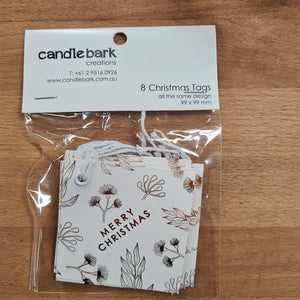 candle bark
creations
T: +61 2 9516 0926
www.candlebark.com.au
8 Christmas Tags
all the same design
99 x 99 mm
MERRY
CHRISTMAS